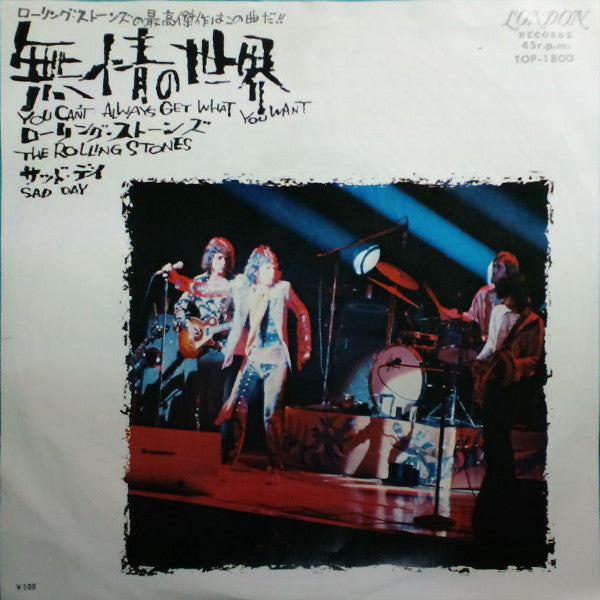 ローリング・ストーンズの最高傑作はこの曲だ!!
無情の世界
YOU CAN'T ALWAYS GET WHAT YOU WANT
ローリング・ストーンズ
THE ROLLING STONES
サッド・デイ
SAD DAY
LONDON
RECORDS
45r.p.m.
TOP-1800
¥500